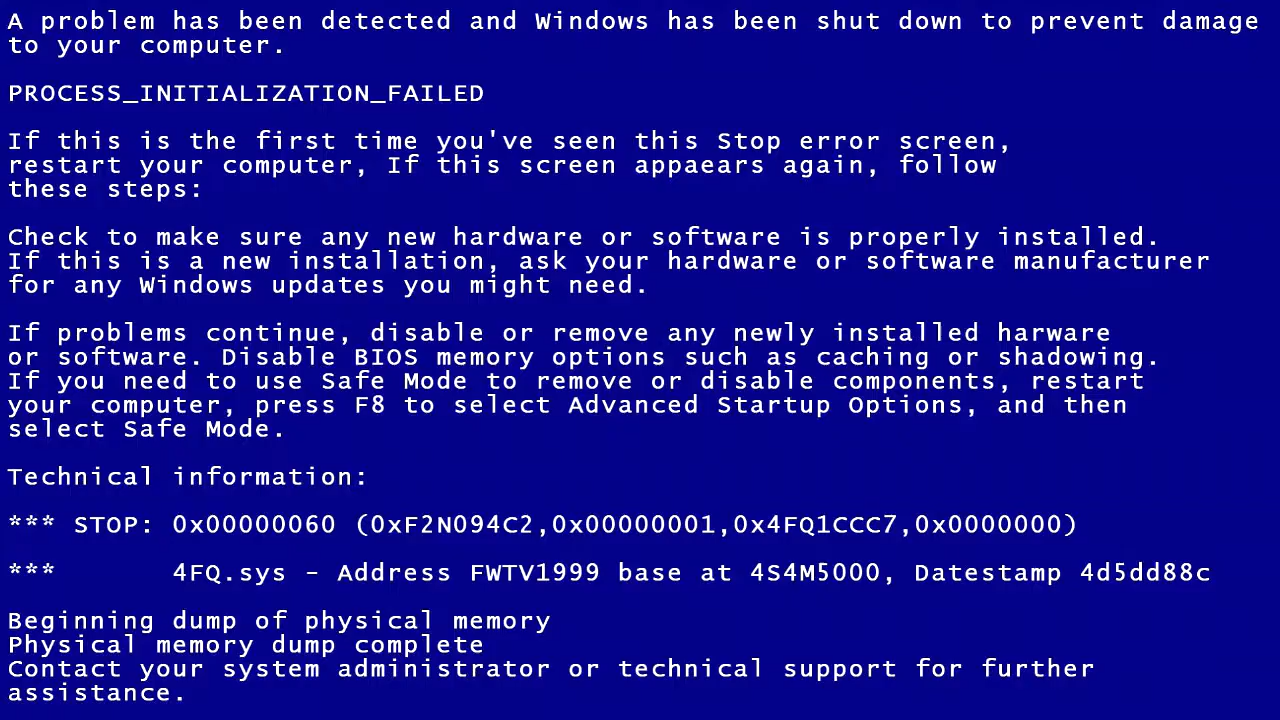 A problem has been detected and Windows has been shut down to prevent damage
to your computer.
PROCESS_INITIALIZATION_FAILED
If this is the first time you've seen this Stop error screen,
restart your computer, If this screen appaears again, follow
these steps:
Check to make sure any new hardware or software is properly installed.
If this is a new installation, ask your hardware or software manufacturer
for any Windows updates you might need.
If problems continue, disable or remove any newly installed harware
or software. Disable BIOS memory options such as caching or shadowing.
If you need to use Safe Mode to remove or disable components, restart
your computer, press F8 to select Advanced Startup Options, and then
select Safe Mode.
Technical information:
*** STOP: 0x00000060 (0xF2N094C2,0x00000001,0x4FQ1CCC7,0x0000000)
*** 4FQ.sys – Address FWTV1999 base at 4S4M5000, Datestamp 4d5dd88c
Beginning dump of physical memory
Physical memory dump complete
Contact your system administrator or technical support for further
assistance.